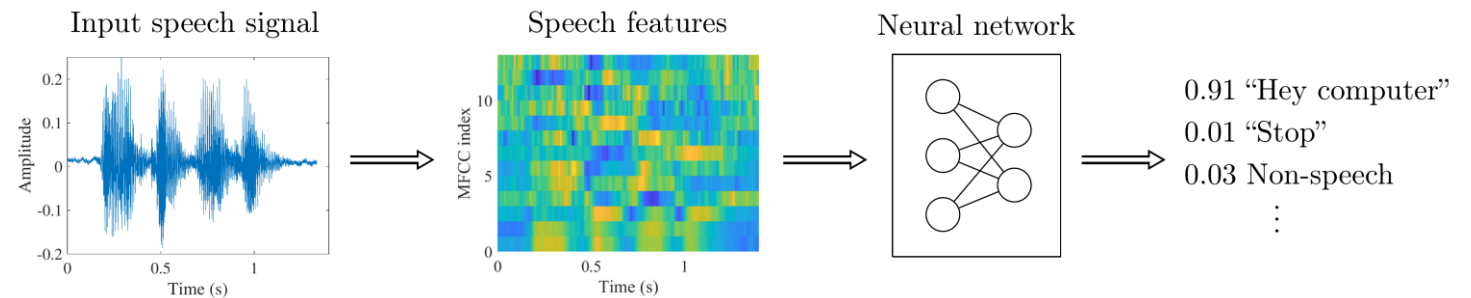 Input speech signal
Speech features
Neural network
0.2
0.1
0
-0.1
-0.2
Amplitude
0
0.5
1
Time (s)
10
5
0
MFCC index
0
0.5
1
Time (s)
0.91 “Hey computer”
0.01 “Stop”
0.03 Non-speech
⋮